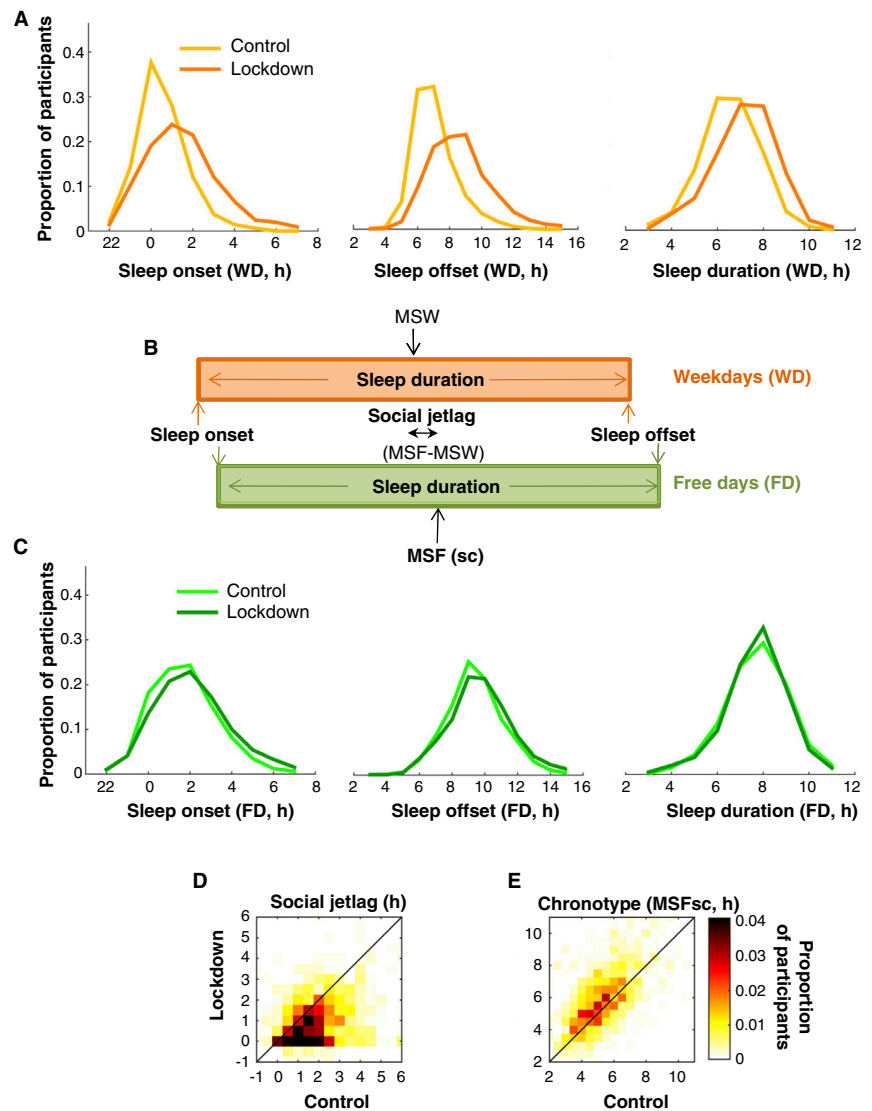 A
Proportion of participants
0.4
0.3
0.2
0.1
0
Control
Lockdown
22 0 2 4 6 8
Sleep onset (WD, h)
2 4 6 8 10 12 14 16
Sleep offset (WD, h)
2 4 6 8 10 12
Sleep duration (WD, h)
B
MSW
Sleep duration
Weekdays (WD)
Social jetlag
Sleep onset
Sleep offset
(MSF-MSW)
Sleep duration
Free days (FD)
MSF (sc)
C
Proportion of participants
0.4
0.3
0.2
0.1
0
Control
Lockdown
22 0 2 4 6 8
Sleep onset (FD, h)
2 4 6 8 10 12 14 16
Sleep offset (FD, h)
2 4 6 8 10 12
Sleep duration (FD, h)
D
Social jetlag (h)
Lockdown
6
5
4
3
2
1
0
-1
-1 0 1 2 3 4 5 6
Control
E
Chronotype (MSFsc, h)
10
8
6
4
2
2 4 6 8 10
Control
0.04
0.03
0.02
0.01
0
Proportion
of participants